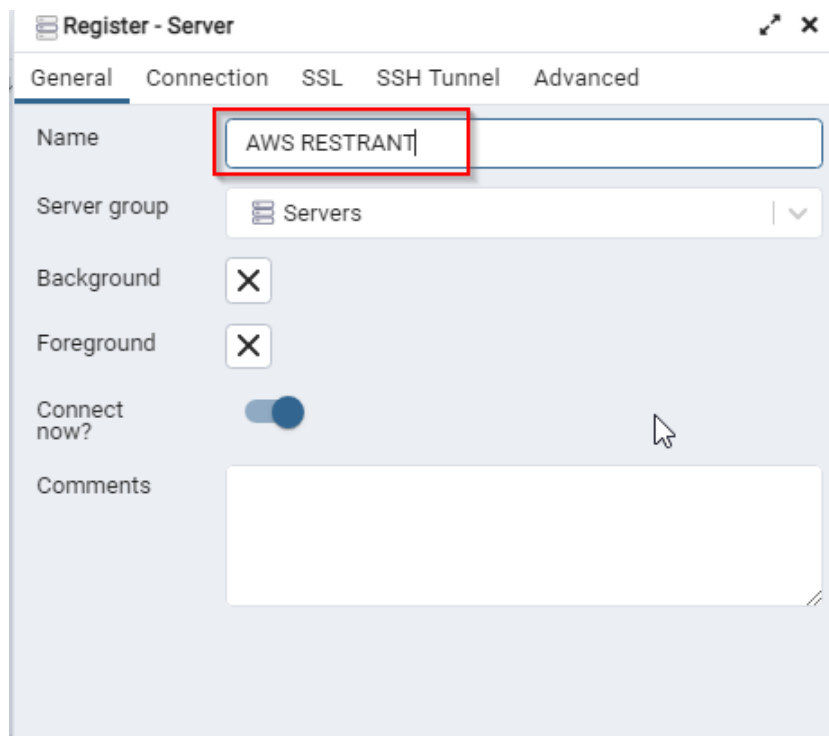 Register - Server
General Connection SSL SSH Tunnel Advanced
Name AWS RESTRANT
Server group Servers
Background
Foreground
Connect
now?
Comments